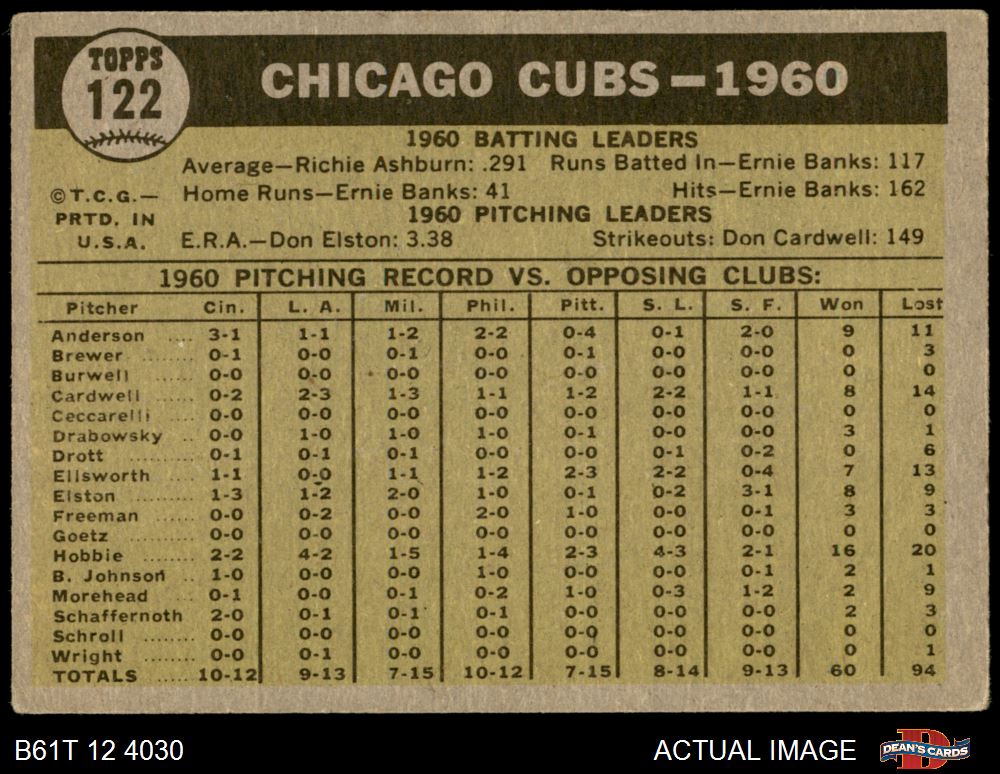 TOPPS
122
CHICAGO CUBS—1960
1960 BATTING LEADERS
Average—Richie Ashburn: .291 Runs Batted In—Ernie Banks: 117
Home Runs—Ernie Banks: 41 Hits—Ernie Banks: 162
© T.C.G.—
PRTD. IN
U.S.A.
1960 PITCHING LEADERS
E.R.A.—Don Elston: 3.38 Strikeouts: Don Cardwell: 149
1960 PITCHING RECORD VS. OPPOSING CLUBS:
Pitcher Cin. L. A. Mil. Phil. Pitt. S. L. S. F. Won Lost
Anderson .... 3-1 1-1 1-2 2-2 0-4 0-1 2-0 9 11
Brewer ........ 0-1 0-0 0-1 0-0 0-1 0-0 0-0 0 3
Burwell ...... 0-0 0-0 0-0 0-0 0-0 0-0 0-0 0 0
Cardwell .... 0-2 2-3 1-3 1-1 1-2 2-2 1-1 8 14
Ceccarelli .... 0-0 0-0 0-0 0-0 0-0 0-0 0-0 0 0
Drabowsky .. 0-0 1-0 1-0 1-0 0-1 0-0 0-0 3 1
Drott .......... 0-1 0-1 0-1 0-0 0-0 0-1 0-2 0 6
Ellsworth .... 1-1 0-0 1-1 1-2 2-3 2-2 0-4 7 13
Elston ......... 1-3 1-2 2-0 1-0 0-1 0-2 3-1 8 9
Freeman ...... 0-0 0-2 0-0 2-0 1-0 0-0 0-1 3 3
Goetz .......... 0-0 0-0 0-0 0-0 0-0 0-0 0-0 0 0
Hobbie ........ 2-2 4-2 1-5 1-4 2-3 4-3 2-1 16 20
B. Johnson .. 1-0 0-0 0-0 1-0 0-0 0-0 0-1 2 1
Morehead .... 0-1 0-0 0-1 0-2 1-0 0-3 1-2 2 9
Schaffernoth 2-0 0-1 0-1 0-1 0-0 0-0 0-0 2 3
Schroll ........ 0-0 0-0 0-0 0-0 0-0 0-0 0-0 0 0
Wright ........ 0-0 0-1 0-0 0-0 0-0 0-0 0-0 0 1
TOTALS ..... 10-12 9-13 7-15 10-12 7-15 8-14 9-13 60 94
B61T 12 4030 ACTUAL IMAGE DEAN'S CARDS